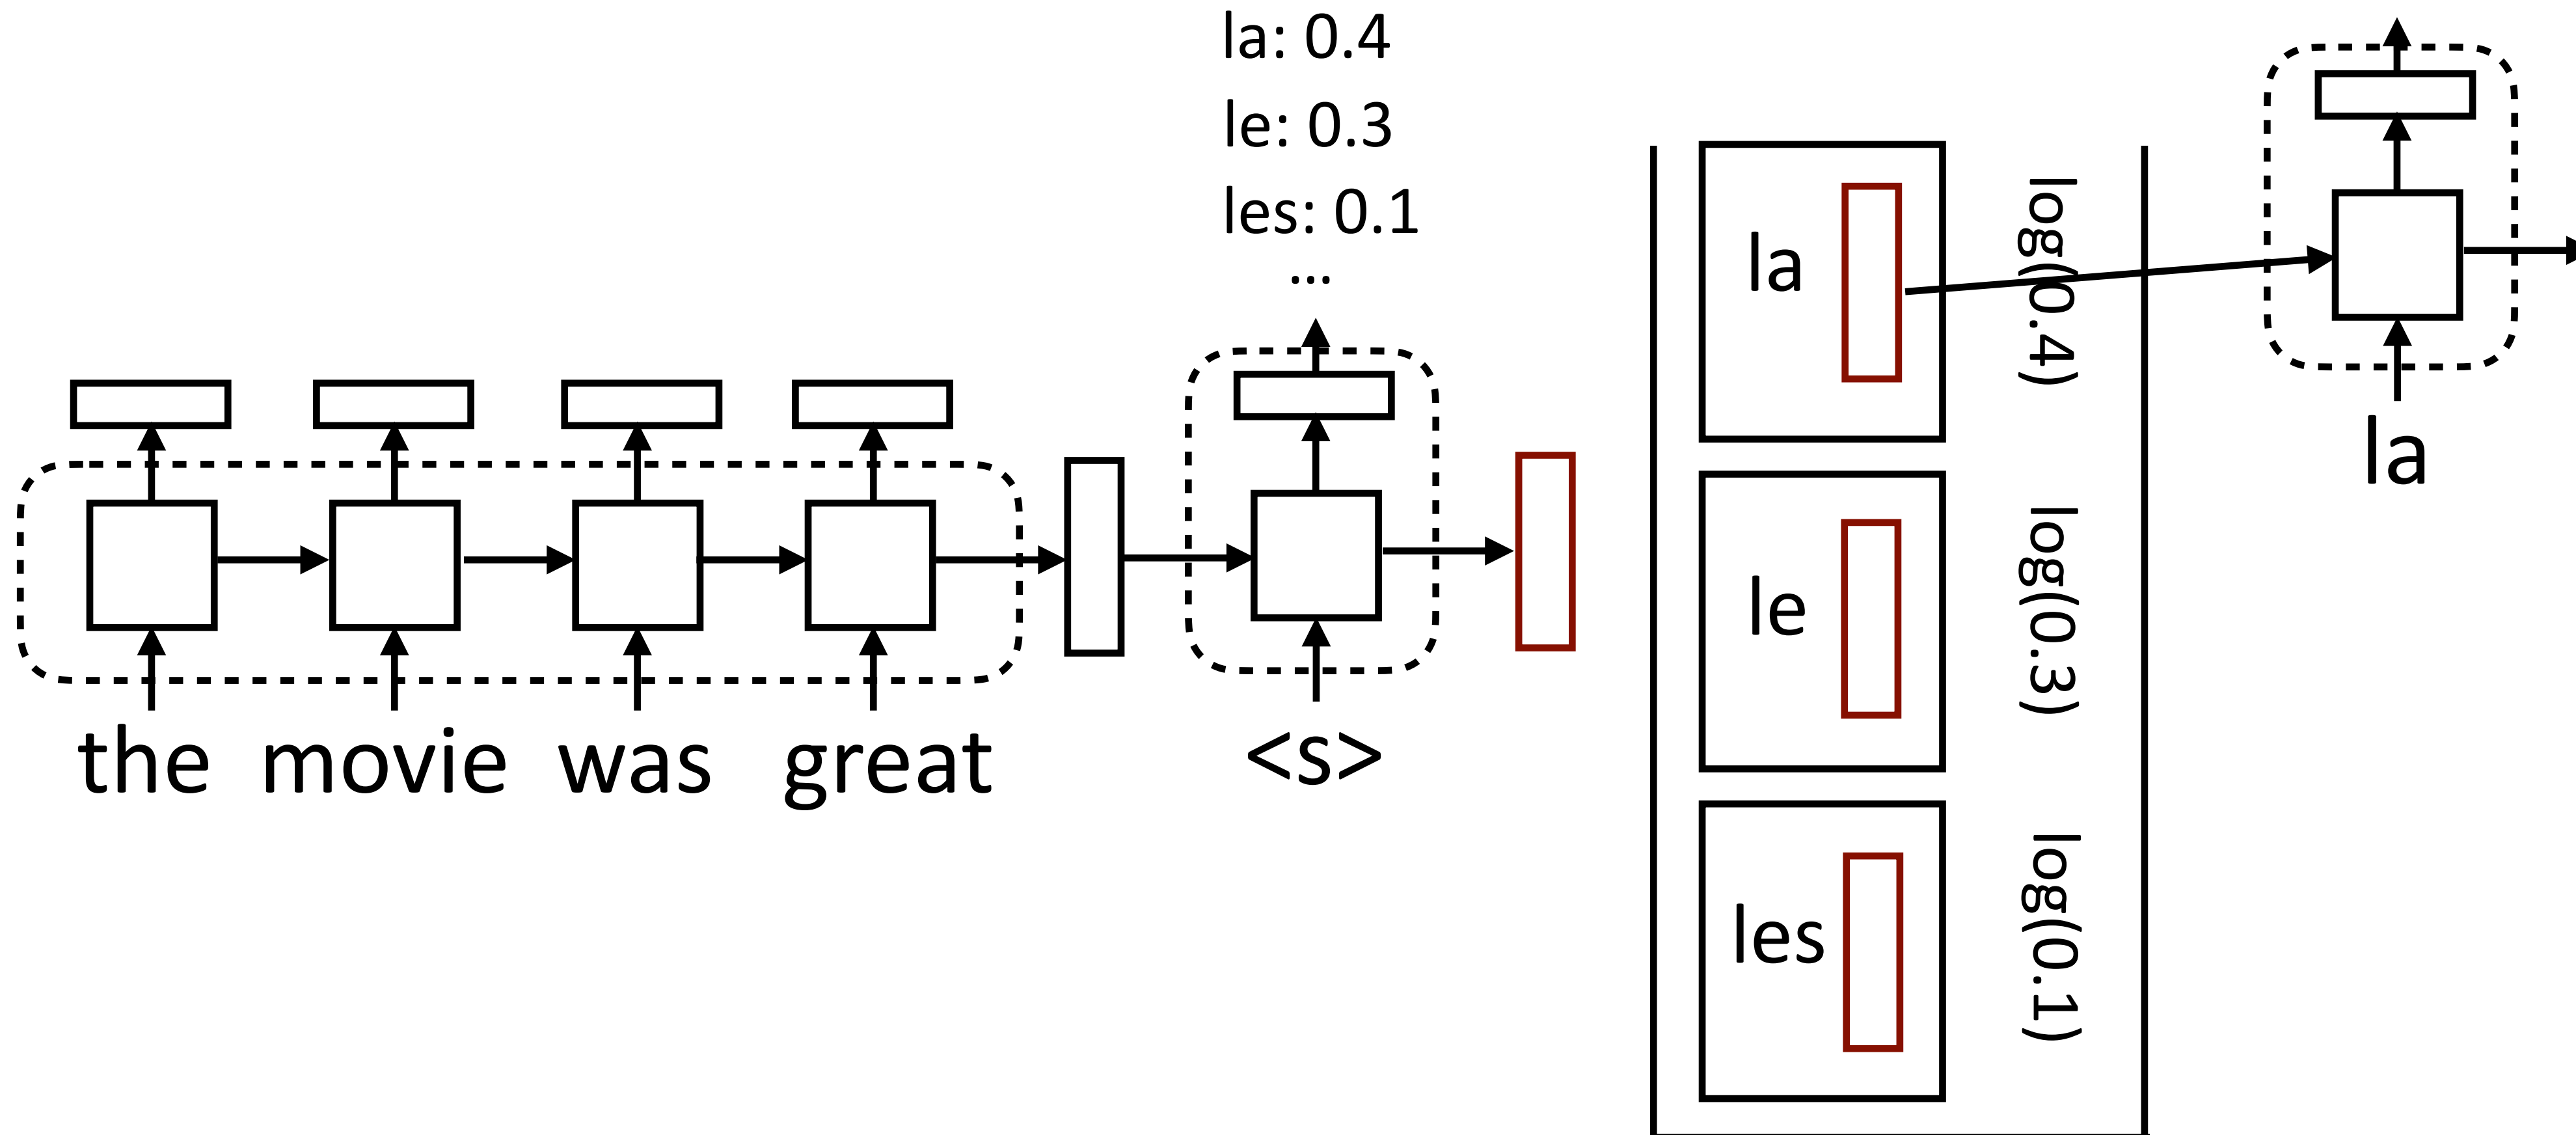 la: 0.4
le: 0.3
les: 0.1
...
the movie was great
<s>
la
log(0.4)
le
log(0.3)
les
log(0.1)
la